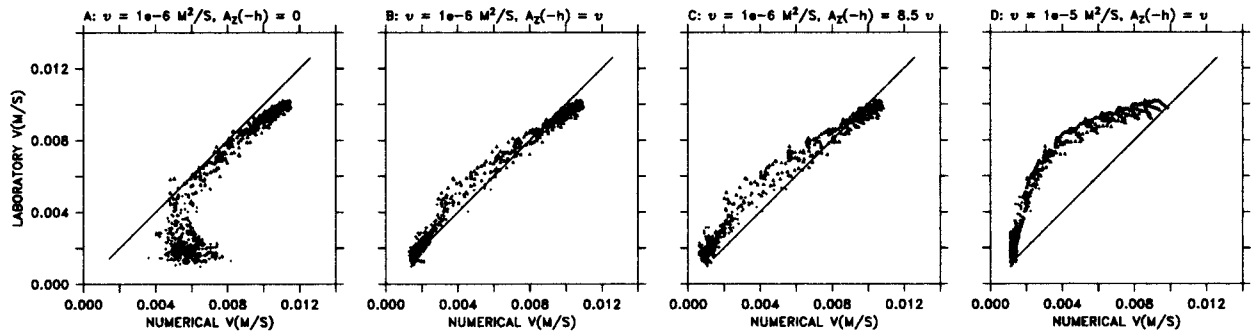 A: υ = 1e-6 M²/S, A_Z(-h) = 0
B: υ = 1e-6 M²/S, A_Z(-h) = υ
C: υ = 1e-6 M²/S, A_Z(-h) = 8.5 υ
D: υ = 1e-5 M²/S, A_Z(-h) = υ
LABORATORY V(M/S)
0.012
0.008
0.004
0.000
0.000 0.004 0.008 0.012
NUMERICAL V(M/S)
0.000 0.004 0.008 0.012
NUMERICAL V(M/S)
0.000 0.004 0.008 0.012
NUMERICAL V(M/S)
0.000 0.004 0.008 0.012
NUMERICAL V(M/S)